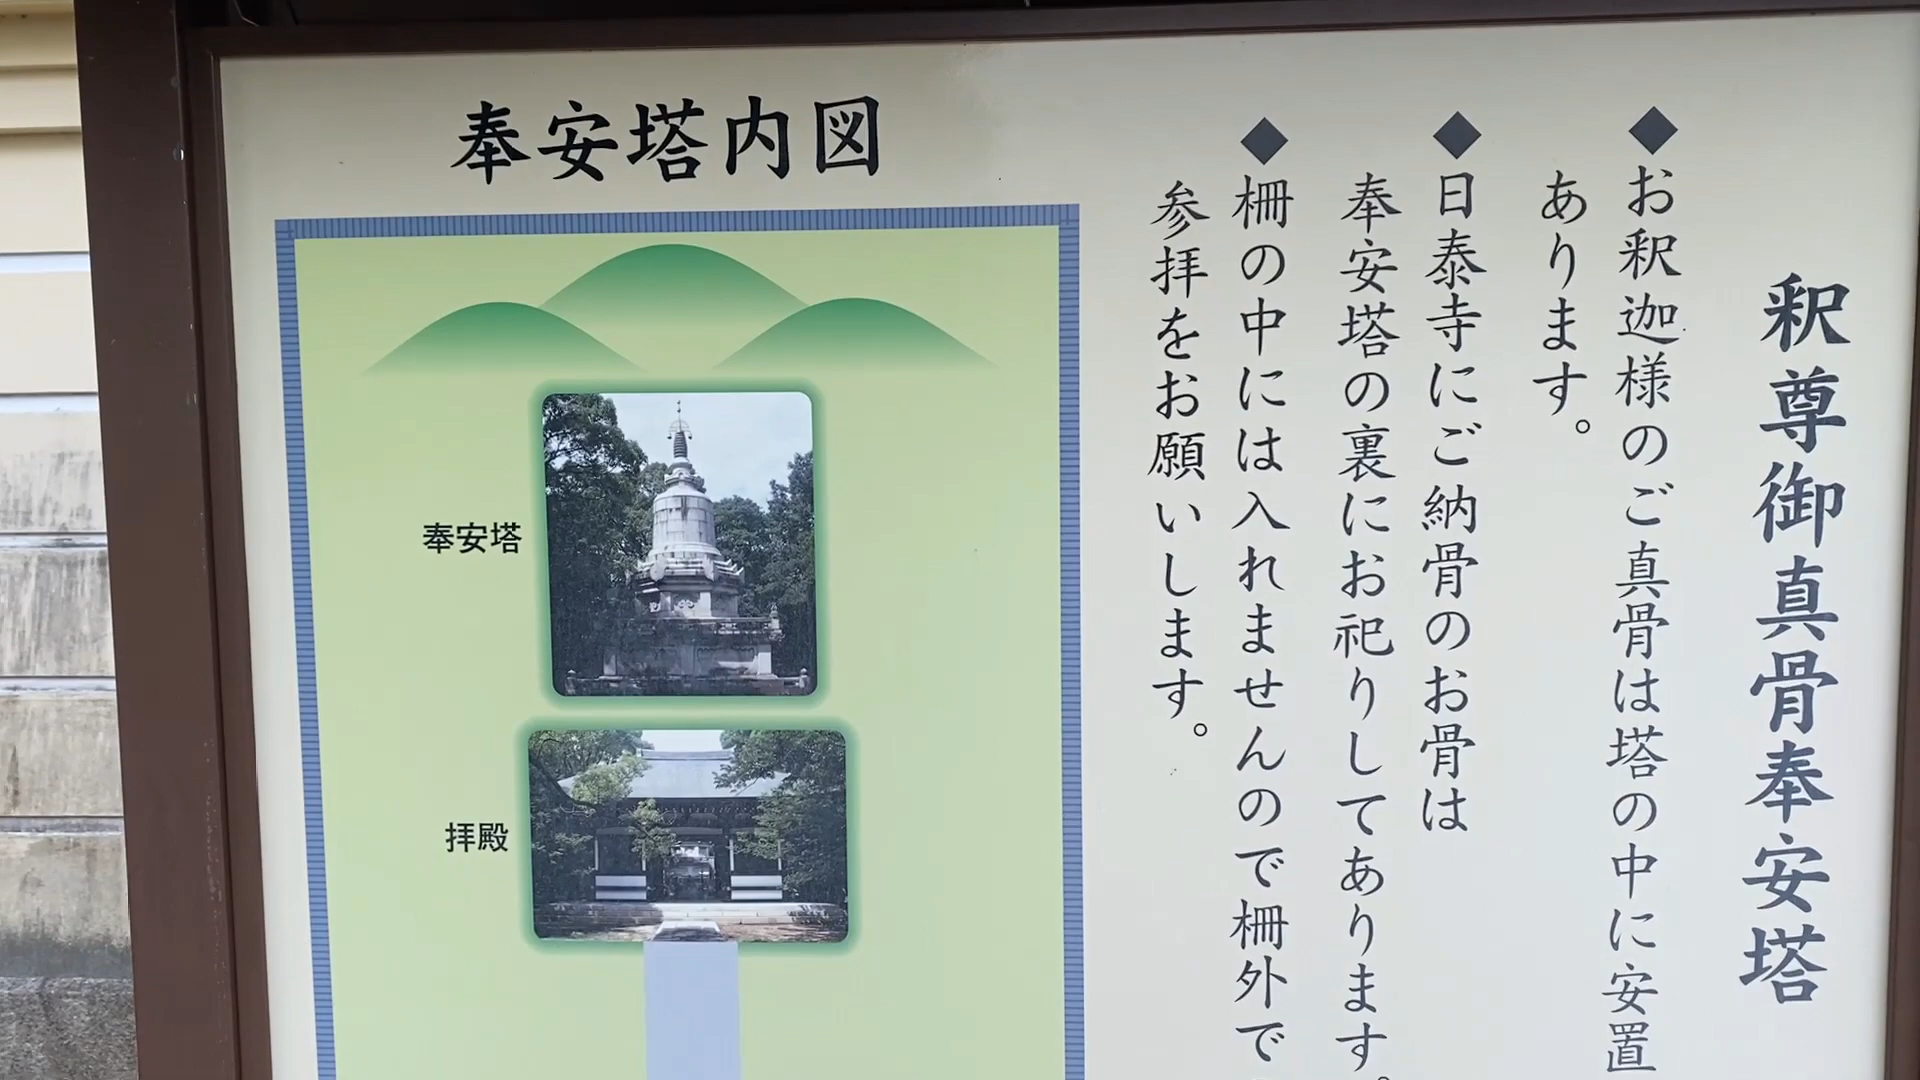 釈尊御真骨奉安塔
◆お釈迦様のご真骨は塔の中に安置
あります。
◆日泰寺にご納骨のお骨は
奉安塔の裏にお祀りしてあります。
◆柵の中には入れませんので柵外で
参拝をお願いします。
奉安塔内図
奉安塔
拝殿